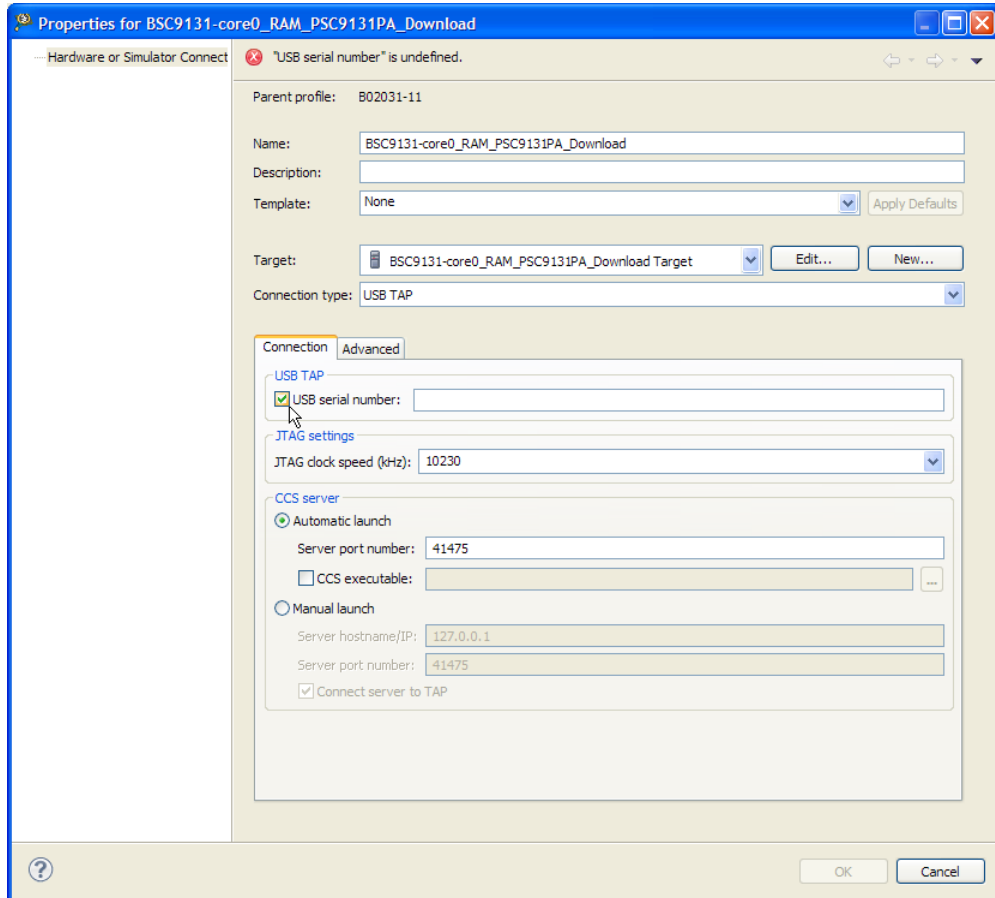 Properties for BSC9131-core0_RAM_PSC9131PA_Download
Hardware or Simulator Connect
"USB serial number" is undefined.
Parent profile: B02031-11
Name: BSC9131-core0_RAM_PSC9131PA_Download
Description:
Template: None Apply Defaults
Target: BSC9131-core0_RAM_PSC9131PA_Download Target Edit... New...
Connection type: USB TAP
Connection Advanced
USB TAP
USB serial number:
JTAG settings
JTAG clock speed (kHz): 10230
CCS server
Automatic launch
Server port number: 41475
CCS executable: ...
Manual launch
Server hostname/IP: 127.0.0.1
Server port number: 41475
Connect server to TAP
? OK Cancel